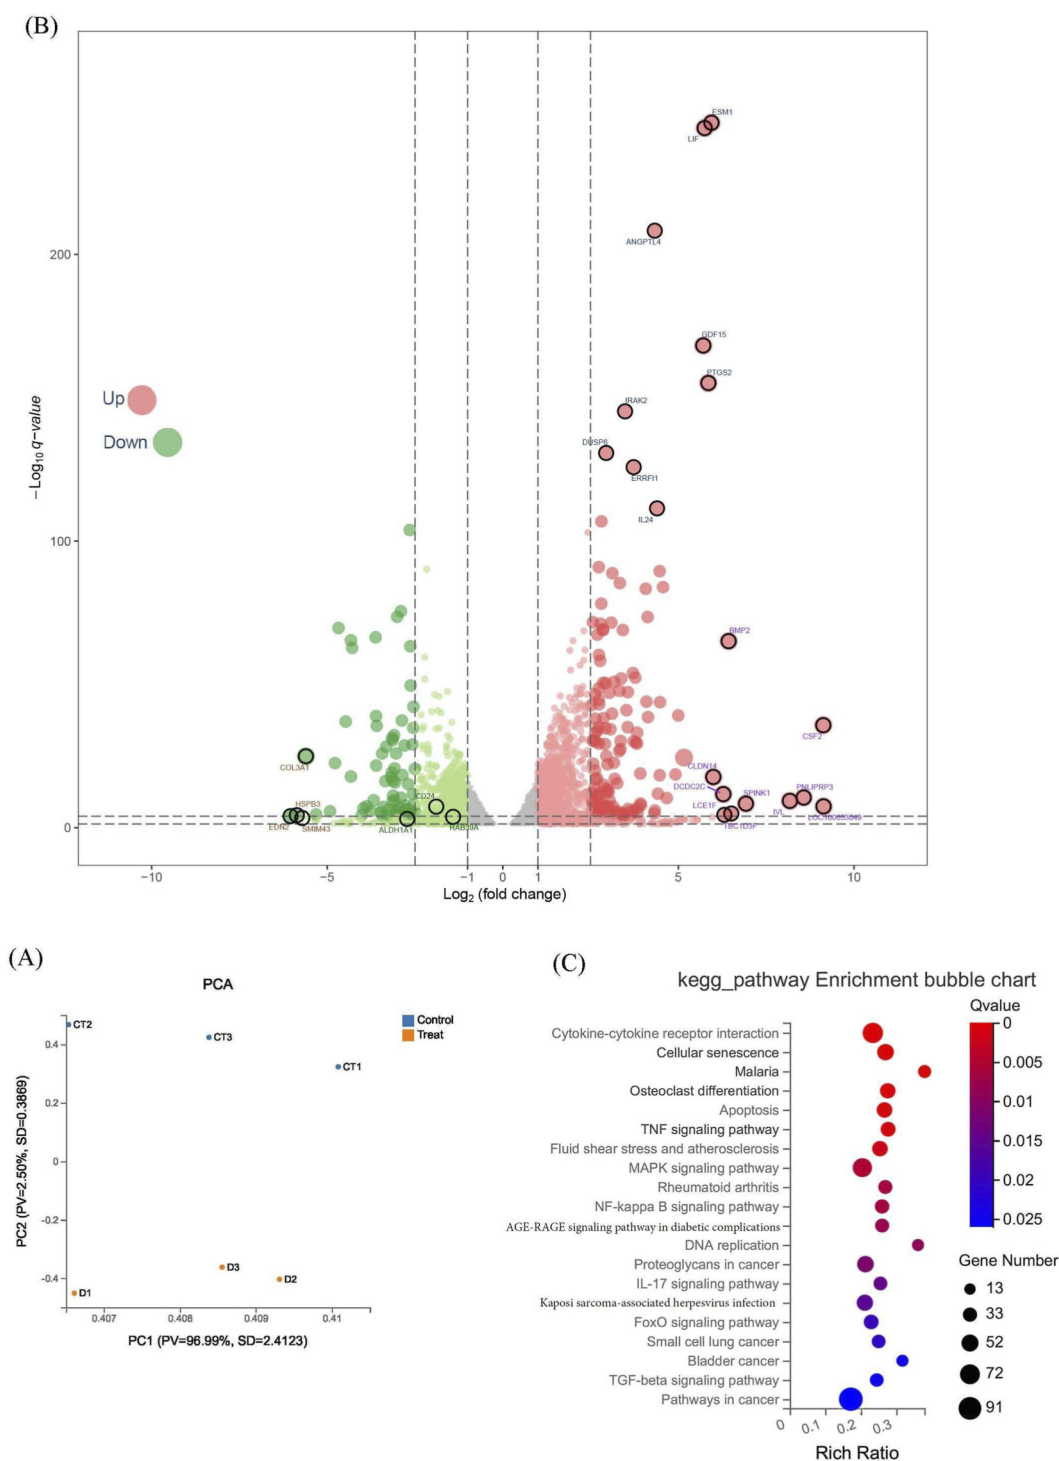 (B)
ESM1
LIF
ANGPTL4
200
GDF15
PTGS2
Up
IRAK2
Down
DUSP6
ERRFI1
−Log10 q−value
IL24
100
BMP2
CSF2
COL3A1
CLDN14
DCDC2C
SPINK1
PNLIPRP3
CD24
HSPB3
LCE1F
IVL
EDN2
SMIM43
ALDH1A1
RAB39A
TBC1D3F
0
−10
−5
−1
0
1
5
10
Log2 (fold change)
(A)
PCA
Control
Treat
CT2
CT3
CT1
0.4
0.2
0
-0.2
-0.4
D3
D2
D1
PC2 (PV=2.50%, SD=0.3869)
0.407
0.408
0.409
0.41
PC1 (PV=96.99%, SD=2.4123)
(C)
kegg_pathway Enrichment bubble chart
Qvalue
0
0.005
0.01
0.015
0.02
0.025
Cytokine-cytokine receptor interaction
Cellular senescence
Malaria
Osteoclast differentiation
Apoptosis
TNF signaling pathway
Fluid shear stress and atherosclerosis
MAPK signaling pathway
Rheumatoid arthritis
NF-kappa B signaling pathway
AGE-RAGE signaling pathway in diabetic complications
DNA replication
Proteoglycans in cancer
IL-17 signaling pathway
Kaposi sarcoma-associated herpesvirus infection
FoxO signaling pathway
Small cell lung cancer
Bladder cancer
TGF-beta signaling pathway
Pathways in cancer
Gene Number
13
33
52
72
91
0
0.1
0.2
0.3
Rich Ratio